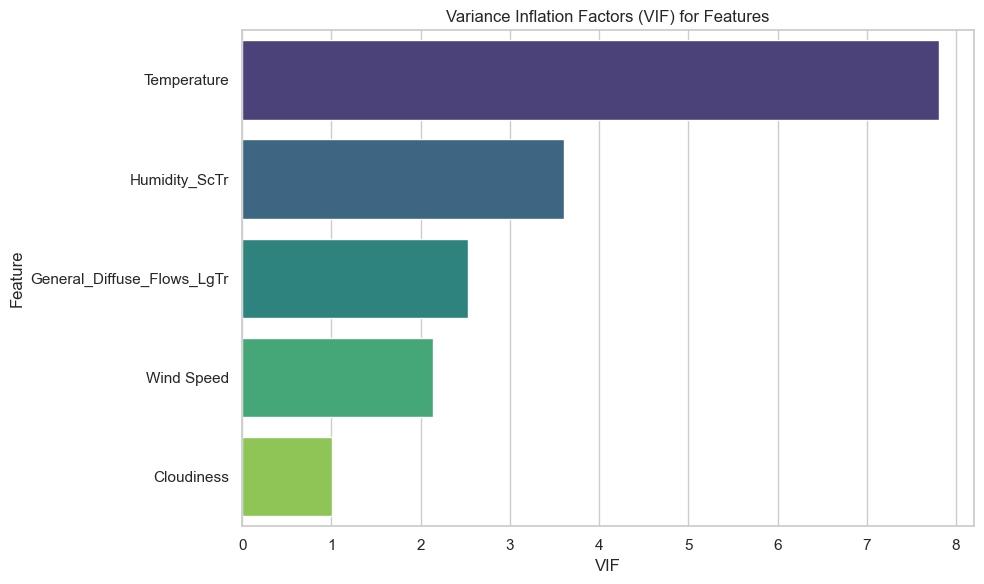 Variance Inflation Factors (VIF) for Features
Feature
Temperature
Humidity_ScTr
General_Diffuse_Flows_LgTr
Wind Speed
Cloudiness
0 1 2 3 4 5 6 7 8
VIF